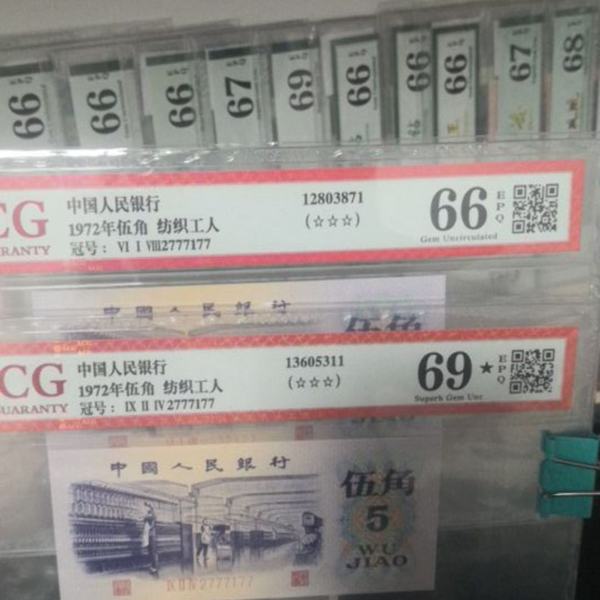 66
66
66
67
69
66
66
66
67
68
CG
UARANTY
中国人民银行
1972年伍角 纺织工人
冠号: VI I VIII2777177
12803871
(☆☆☆)
66
EPQ
Gem Uncirculated
中國人民銀行
伍角
CG
UARANTY
中国人民银行
1972年伍角 纺织工人
冠号: IX II IV2777177
13605311
(☆☆☆)
69★
EPQ
Superb Gem Unc
中國人民銀行
伍角
5
WU
JIAO
IX II IV 2777177